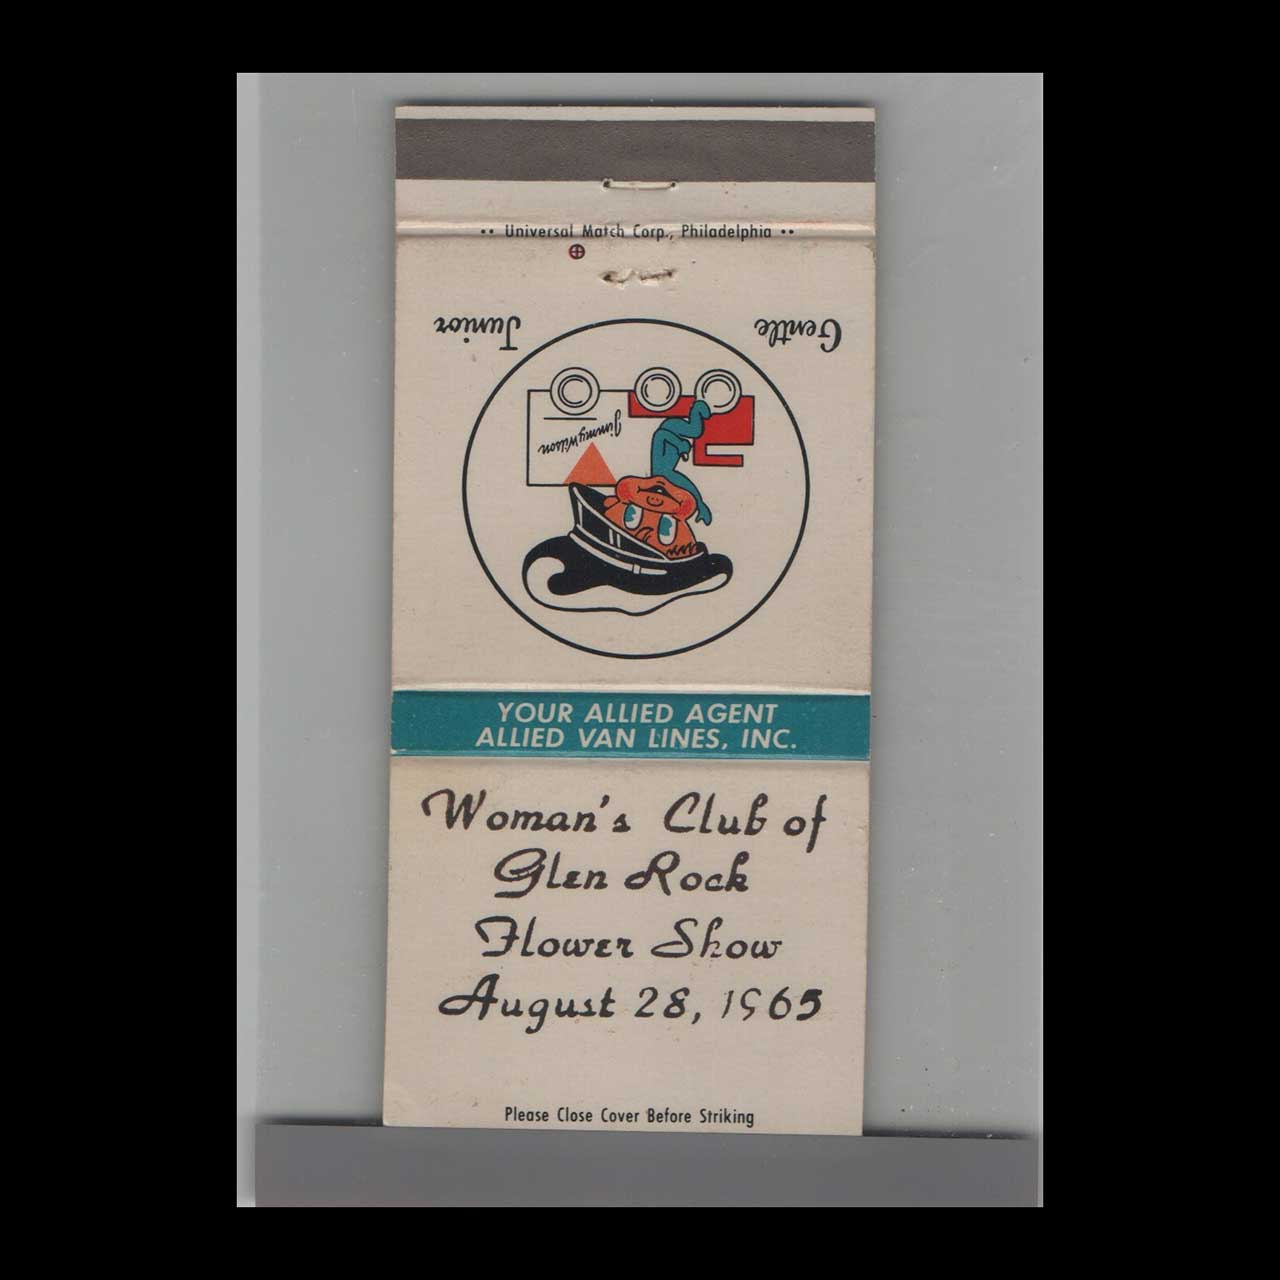 •• Universal Match Corp., Philadelphia ••
Gentle Junior
Jimmy Wilson
YOUR ALLIED AGENT
ALLIED VAN LINES, INC.
Woman's Club of
Glen Rock
Flower Show
August 28, 1965
Please Close Cover Before Striking